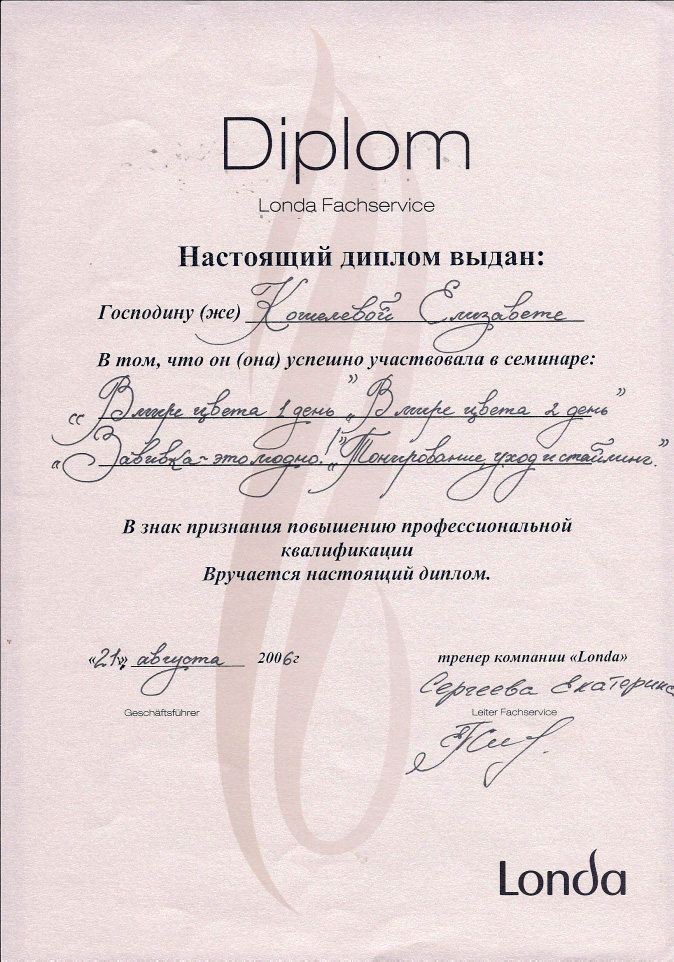 Diplom
Londa Fachservice
Настоящий диплом выдан:
Господину (же) Кошелевой Елизавете
В том, что он (она) успешно участвовала в семинаре:
„В мире цвета 1 день” „В мире цвета 2 день”
„Завивка - это модно!” „Тонирование уход и стайлинг.”
В знак признания повышению профессиональной
квалификации
Вручается настоящий диплом.
«21» августа 2006г
тренер компании «Londa»
Сергеева Екатерина
Geschäftsführer
Leiter Fachservice
Londa